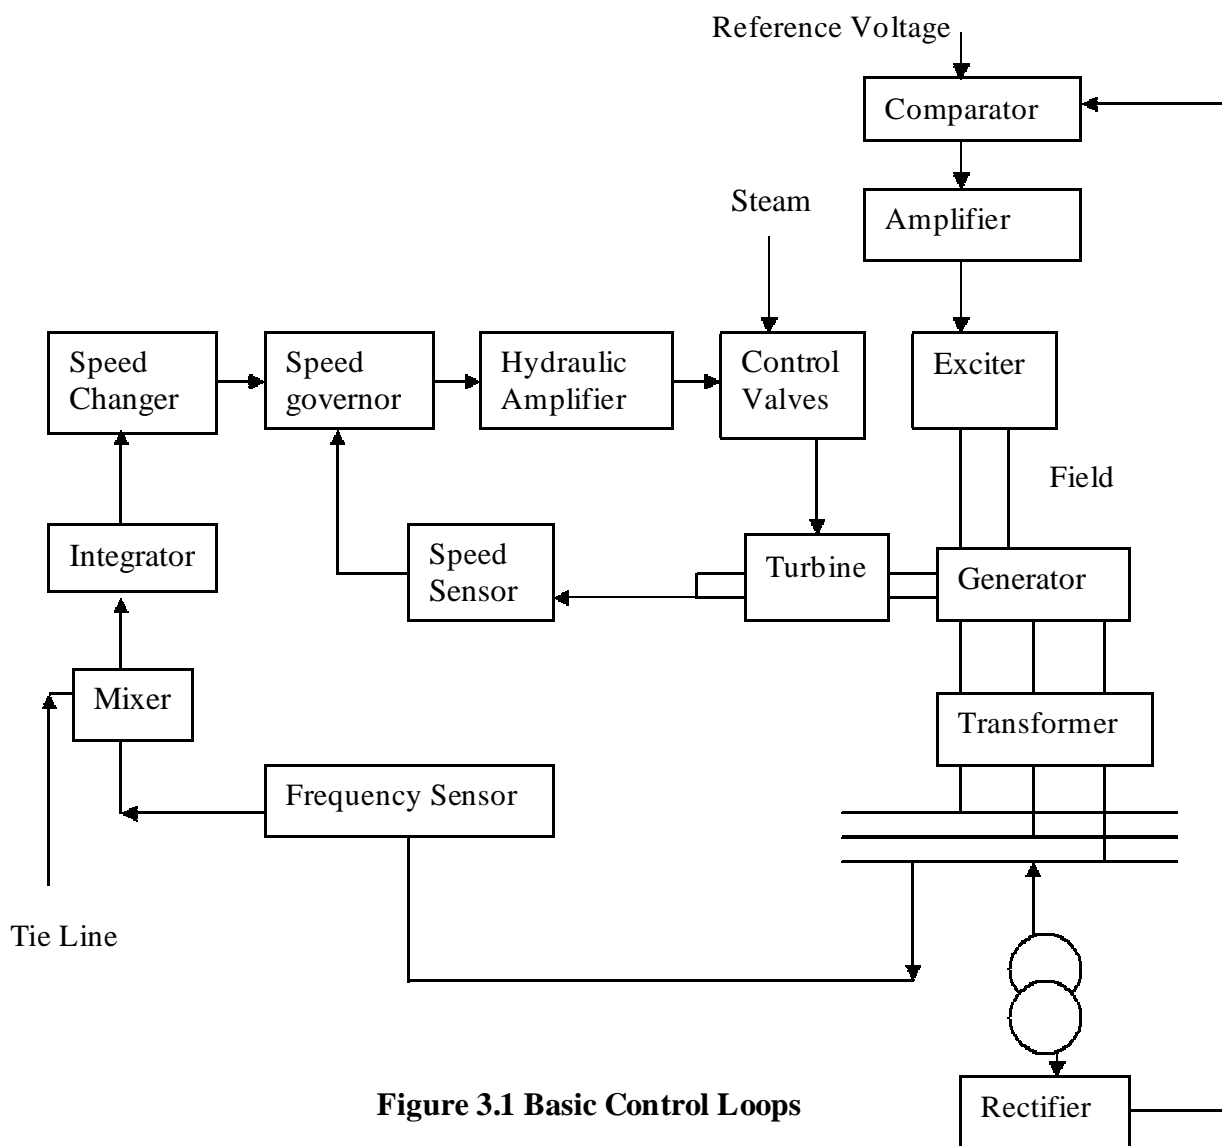 Reference Voltage
Comparator
Steam
Amplifier
Speed
Changer
Speed
governor
Hydraulic
Amplifier
Control
Valves
Exciter
Field
Integrator
Speed
Sensor
Turbine
Generator
Mixer
Transformer
Frequency Sensor
Tie Line
Figure 3.1 Basic Control Loops
Rectifier